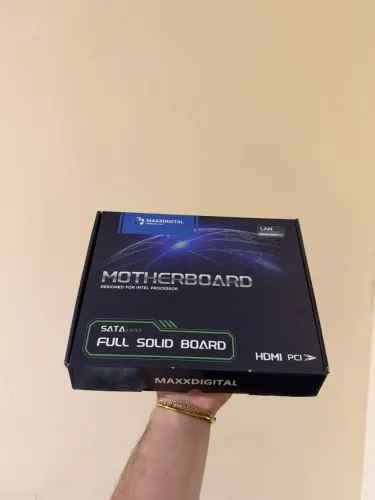 MAXXDIGITAL
LAN
MOTHERBOARD
DESIGNED FOR INTEL PROCESSOR
SATA
FULL SOLID BOARD
HDMI PCI
MAXXDIGITAL